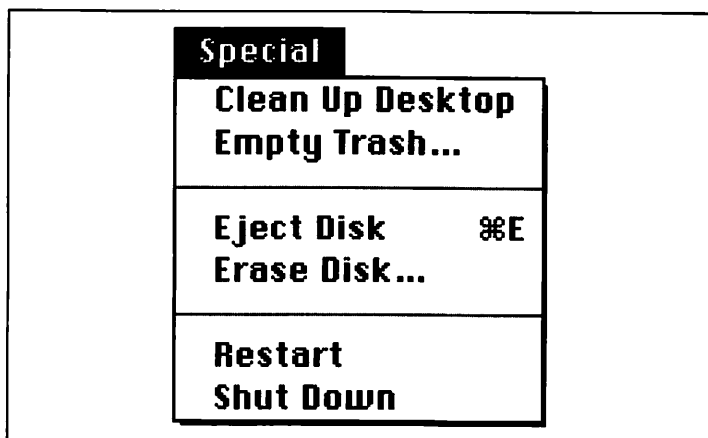 Special
Clean Up Desktop
Empty Trash...
Eject Disk ⌘E
Erase Disk...
Restart
Shut Down